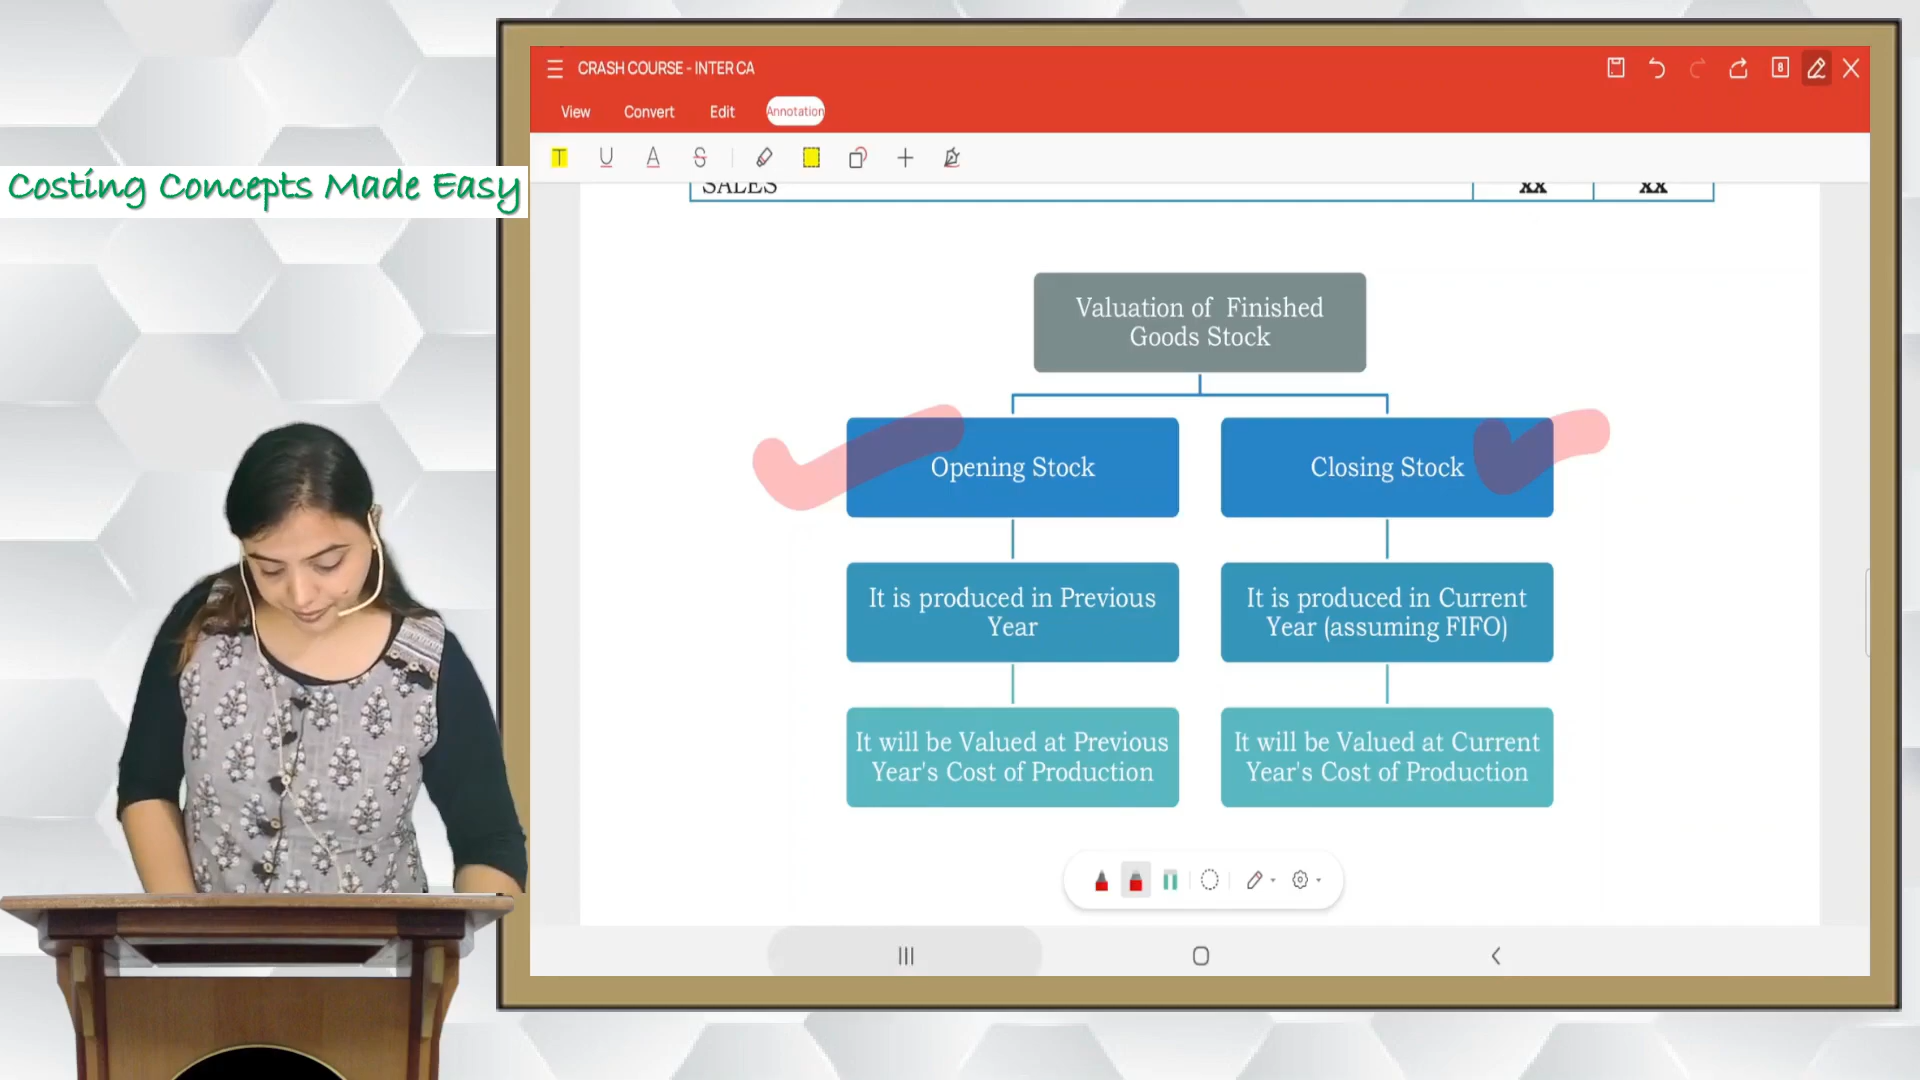 CRASH COURSE - INTER CA
View Convert Edit Annotation
T U A S
Costing Concepts Made Easy
SALES xx xx
Valuation of Finished
Goods Stock
Opening Stock
Closing Stock
It is produced in Previous
Year
It is produced in Current
Year (assuming FIFO)
It will be Valued at Previous
Year's Cost of Production
It will be Valued at Current
Year's Cost of Production